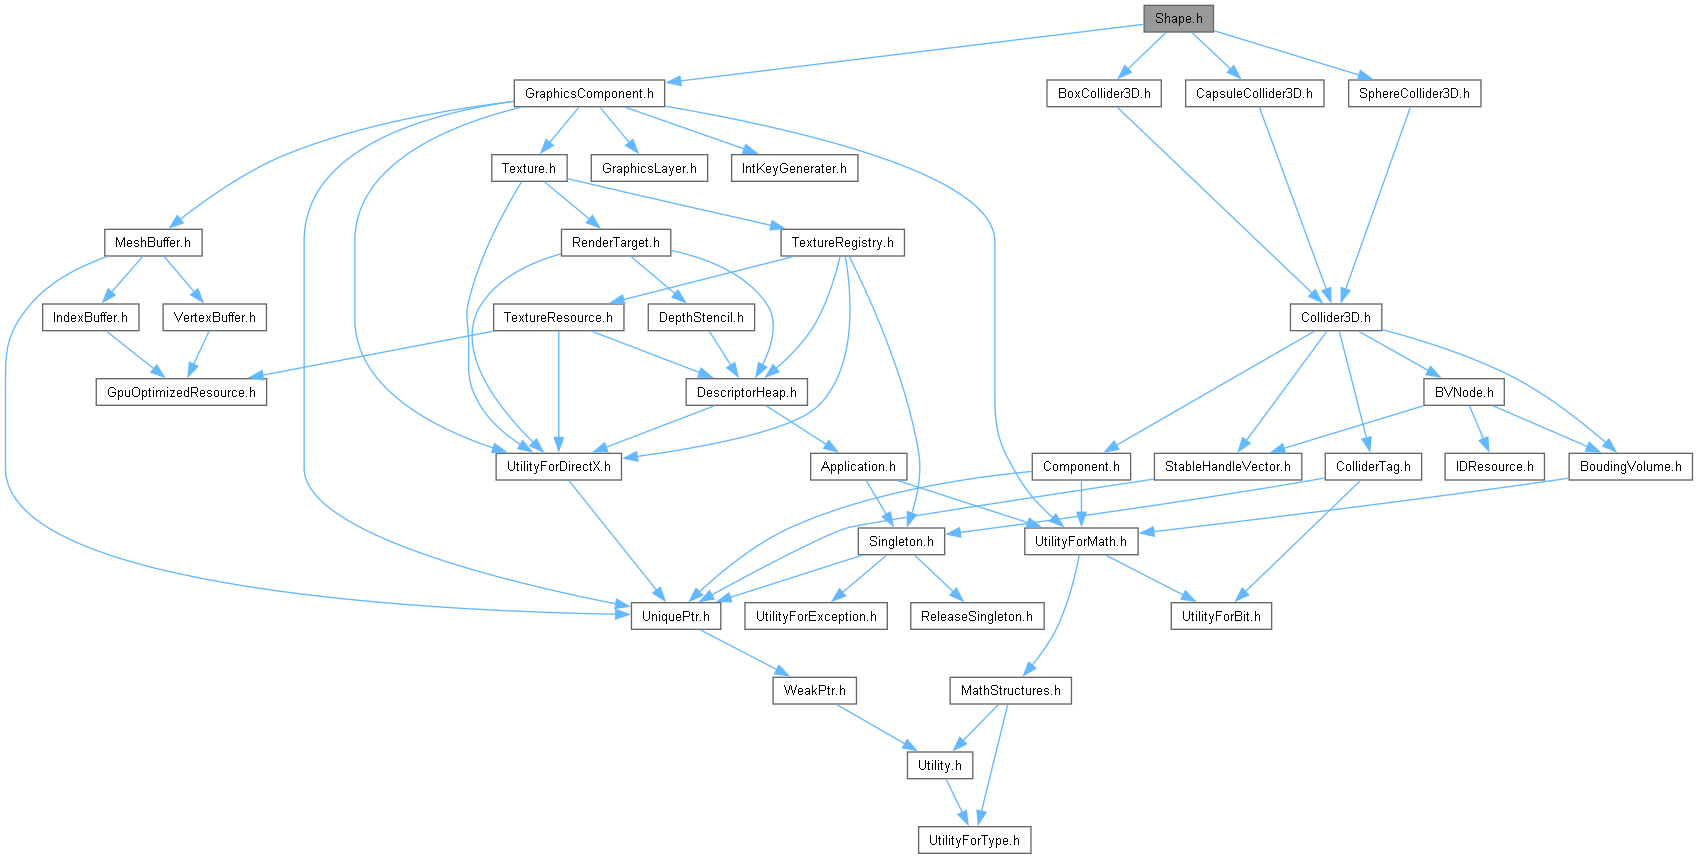 Shape.h
GraphicsComponent.h
BoxCollider3D.h
CapsuleCollider3D.h
SphereCollider3D.h
Texture.h
GraphicsLayer.h
IntKeyGenerater.h
MeshBuffer.h
RenderTarget.h
TextureRegistry.h
IndexBuffer.h
VertexBuffer.h
TextureResource.h
DepthStencil.h
Collider3D.h
GpuOptimizedResource.h
DescriptorHeap.h
BVNode.h
UtilityForDirectX.h
Application.h
Component.h
StableHandleVector.h
ColliderTag.h
IDResource.h
BoudingVolume.h
Singleton.h
UtilityForMath.h
UniquePtr.h
UtilityForException.h
ReleaseSingleton.h
UtilityForBit.h
WeakPtr.h
MathStructures.h
Utility.h
UtilityForType.h